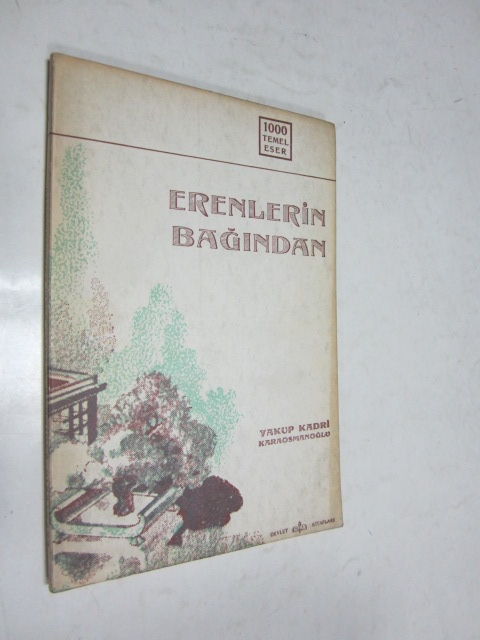 1000
TEMEL
ESER
ERENLERİN
BAĞINDAN
YAKUP KADRİ
KARAOSMANOĞLU
DEVLET KİTAPLARI